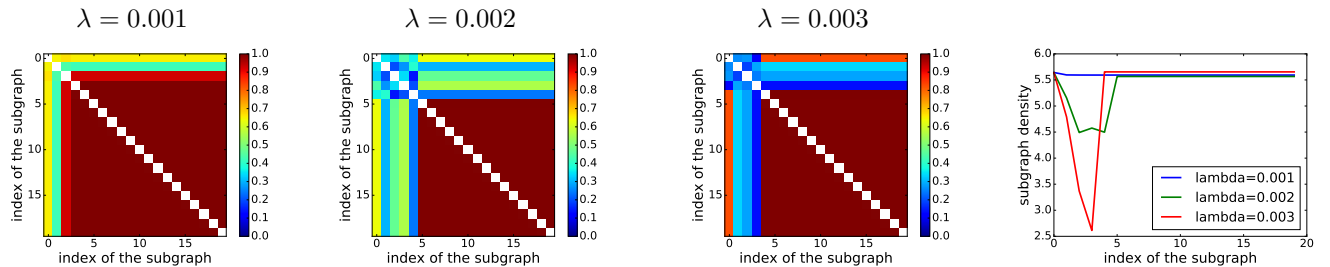 λ = 0.001
λ = 0.002
λ = 0.003
0
5
10
15
index of the subgraph
0 5 10 15
index of the subgraph
1.0
0.9
0.8
0.7
0.6
0.5
0.4
0.3
0.2
0.1
0.0
0
5
10
15
index of the subgraph
0 5 10 15
index of the subgraph
1.0
0.9
0.8
0.7
0.6
0.5
0.4
0.3
0.2
0.1
0.0
0
5
10
15
index of the subgraph
0 5 10 15
index of the subgraph
1.0
0.9
0.8
0.7
0.6
0.5
0.4
0.3
0.2
0.1
0.0
6.0
5.5
5.0
4.5
4.0
3.5
3.0
2.5
subgraph density
lambda=0.001
lambda=0.002
lambda=0.003
0 5 10 15 20
index of the subgraph